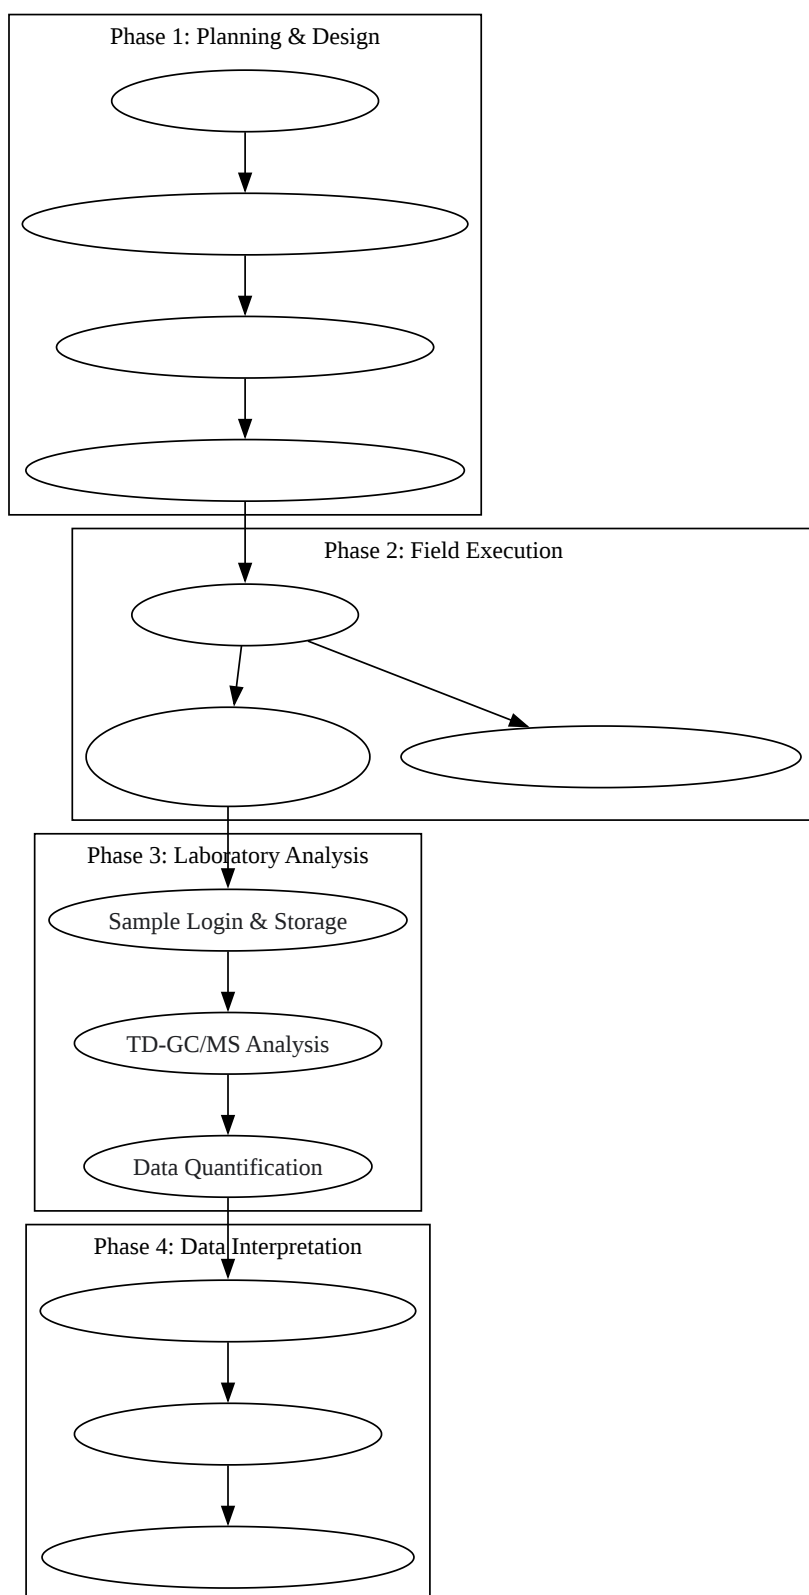 Phase 1: Planning & Design
Phase 2: Field Execution
Phase 3: Laboratory Analysis
Sample Login & Storage
TD-GC/MS Analysis
Data Quantification
Phase 4: Data Interpretation